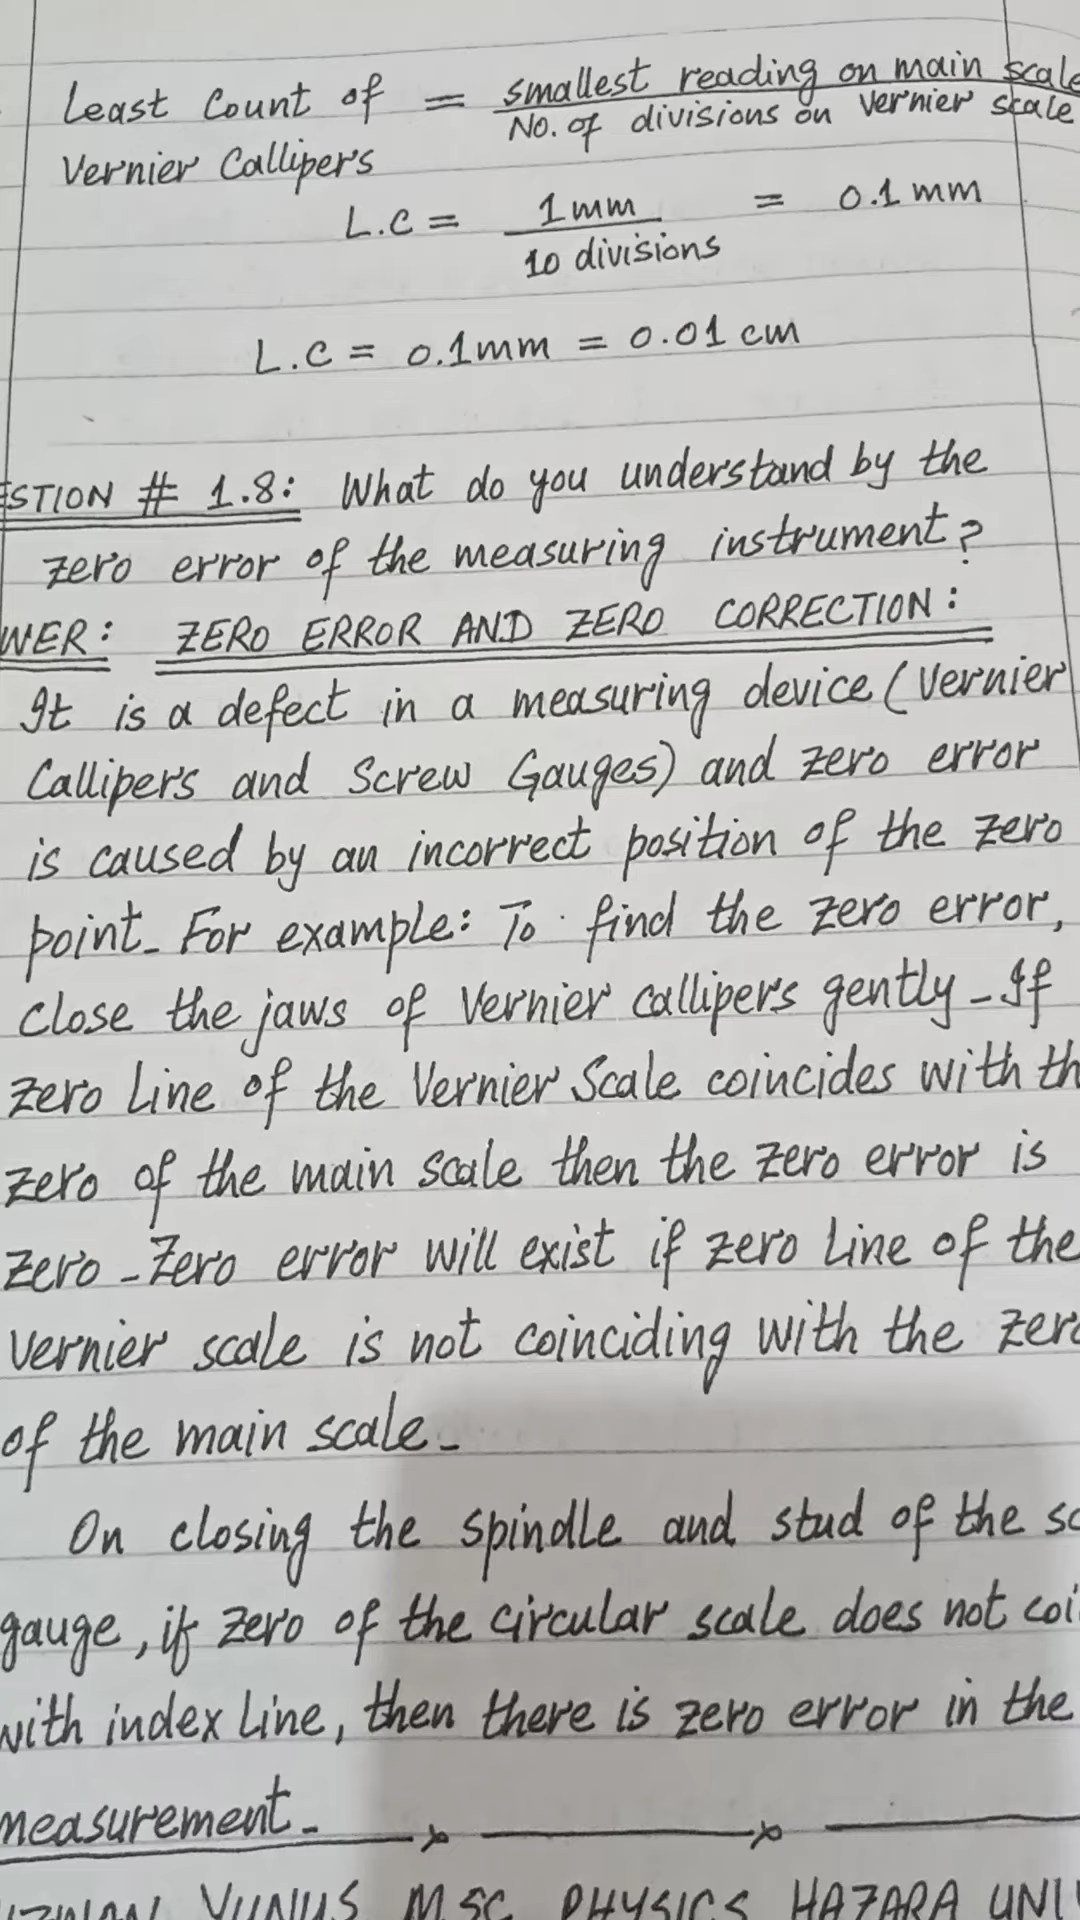 Least Count of = smallest reading on main scale
Vernier Callipers No. of divisions on Vernier scale
L.C = 1mm = 0.1 mm
10 divisions
L.C = 0.1mm = 0.01 cm
ESTION # 1.8: What do you understand by the
zero error of the measuring instrument?
WER: ZERO ERROR AND ZERO CORRECTION:
It is a defect in a measuring device (Vernier
Callipers and Screw Gauges) and zero error
is caused by an incorrect position of the zero
point. For example: To find the zero error,
close the jaws of Vernier callipers gently. If
zero line of the Vernier Scale coincides with th
zero of the main scale then the zero error is
zero. Zero error will exist if zero line of the
Vernier scale is not coinciding with the zero
of the main scale.
On closing the spindle and stud of the sc
gauge, if zero of the circular scale does not coi
with index line, then there is zero error in the
measurement.
YUNUS MSC PHYSICS HAZARA UNI